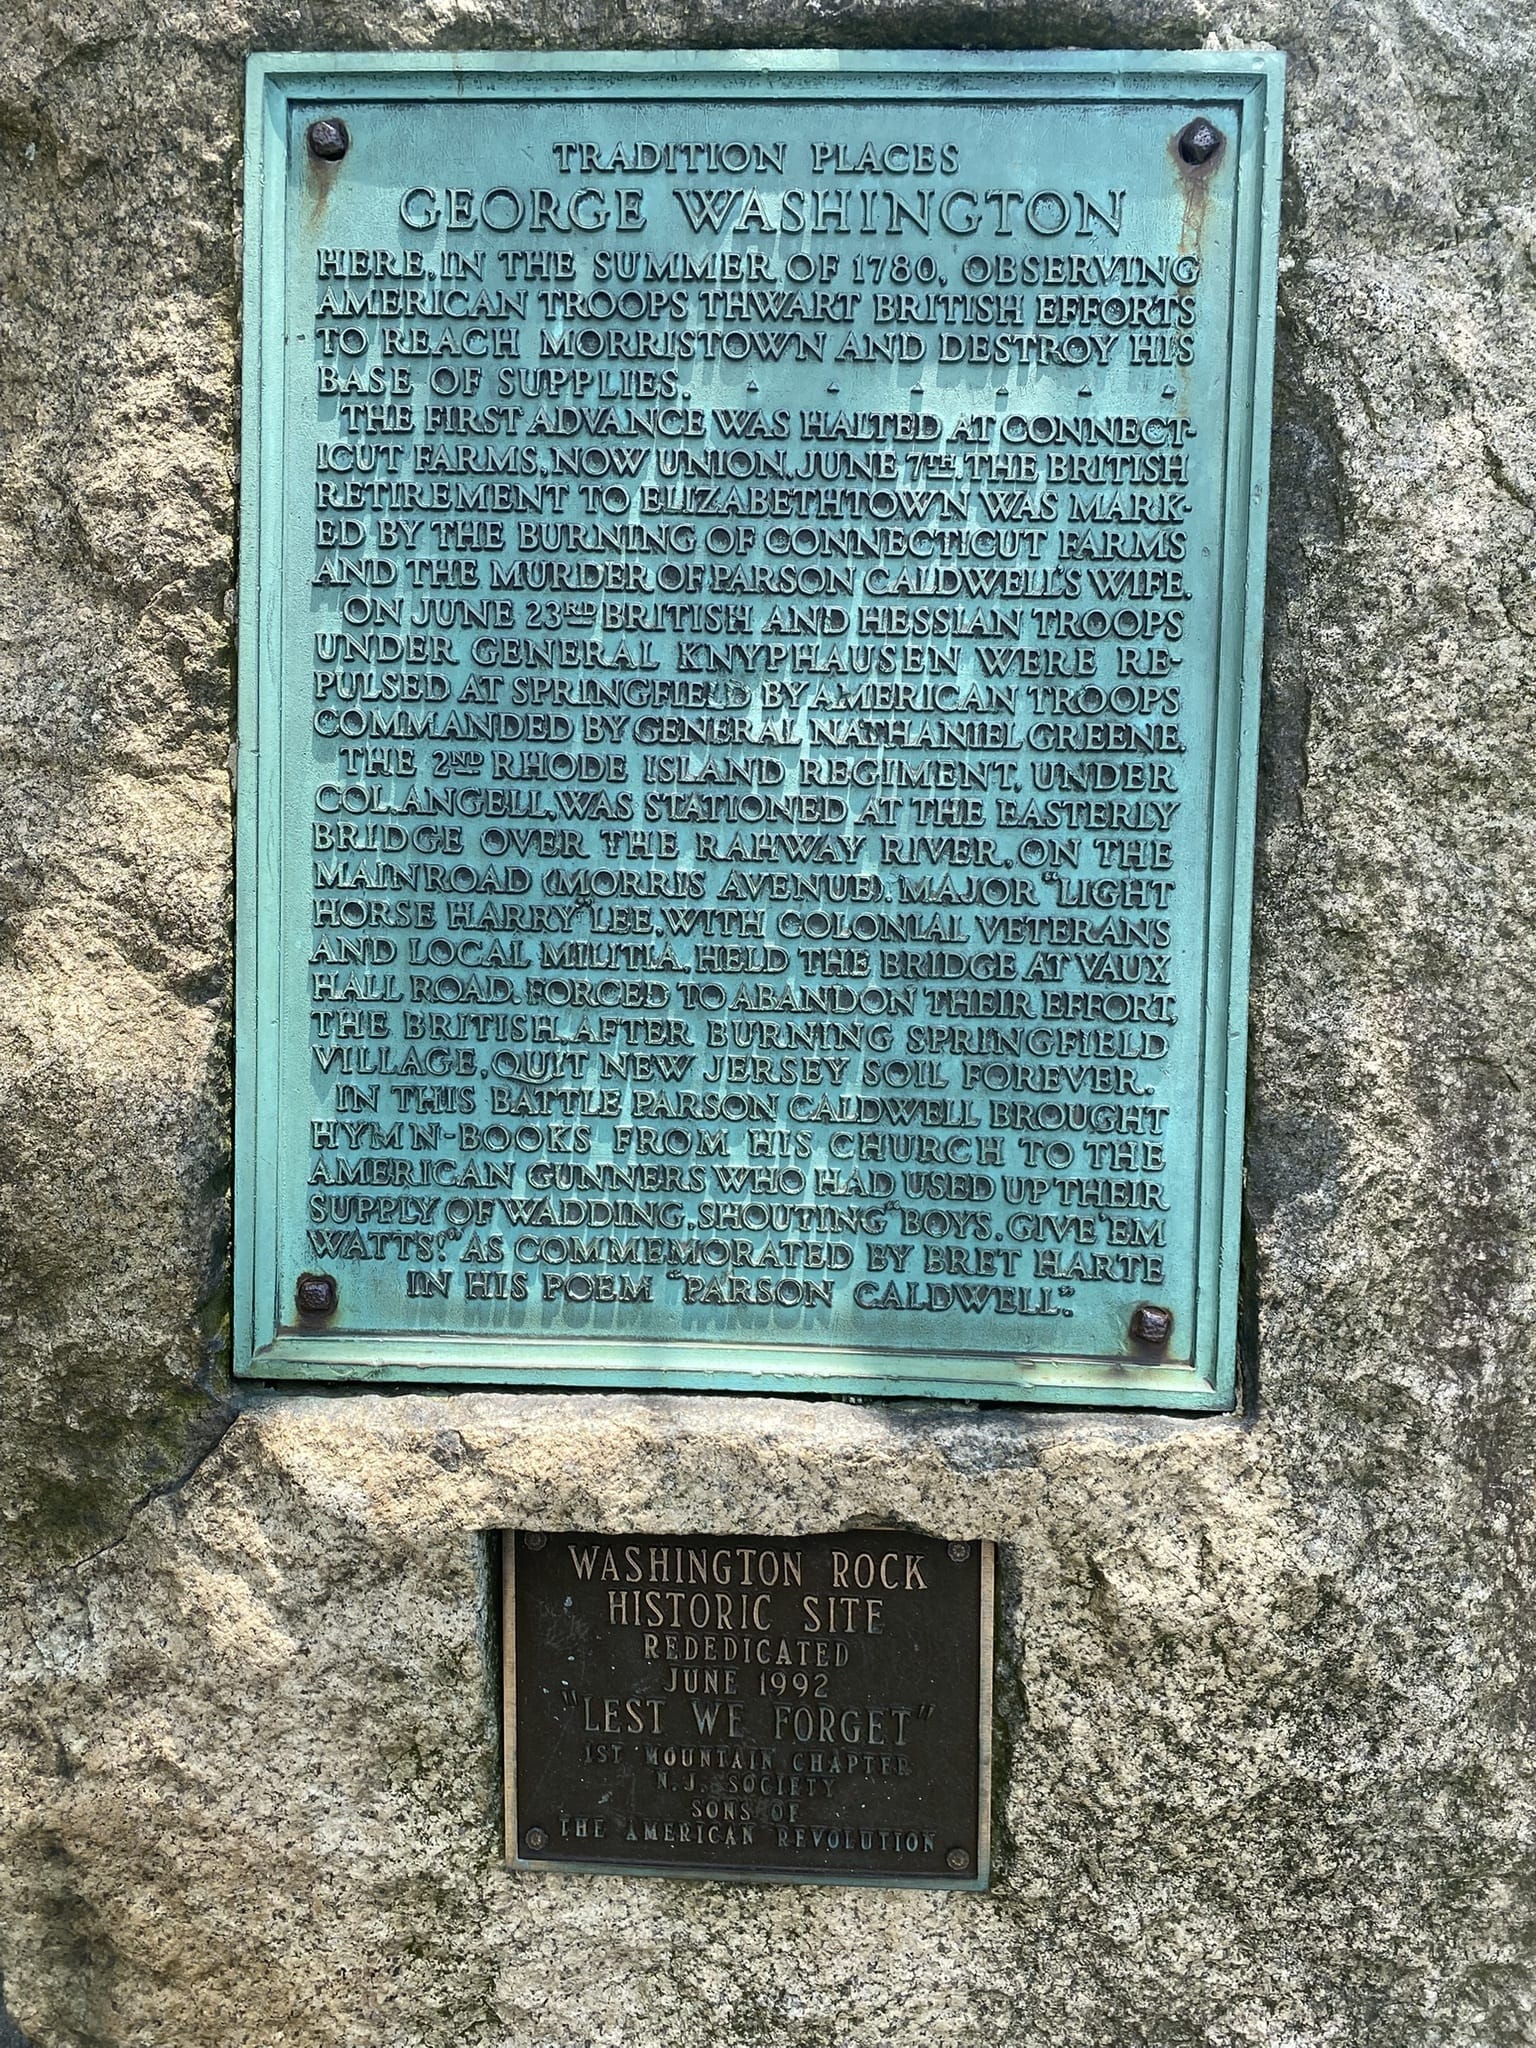 TRADITION PLACES
GEORGE WASHINGTON
HERE, IN THE SUMMER OF 1780, OBSERVING
AMERICAN TROOPS THWART BRITISH EFFORTS
TO REACH MORRISTOWN AND DESTROY HIS
BASE OF SUPPLIES.
THE FIRST ADVANCE WAS HALTED AT CONNECT-
ICUT FARMS, NOW UNION, JUNE 7TH. THE BRITISH
RETIREMENT TO ELIZABETHTOWN WAS MARK-
ED BY THE BURNING OF CONNECTICUT FARMS
AND THE MURDER OF PARSON CALDWELL'S WIFE.
ON JUNE 23RD BRITISH AND HESSIAN TROOPS
UNDER GENERAL KNYPHAUSEN WERE RE-
PULSED AT SPRINGFIELD BY AMERICAN TROOPS
COMMANDED BY GENERAL NATHANIEL GREENE.
THE 2ND RHODE ISLAND REGIMENT, UNDER
COL. ANGELL, WAS STATIONED AT THE EASTERLY
BRIDGE OVER THE RAHWAY RIVER, ON THE
MAIN ROAD (MORRIS AVENUE). MAJOR "LIGHT
HORSE HARRY" LEE, WITH COLONIAL VETERANS
AND LOCAL MILITIA, HELD THE BRIDGE AT VAUX
HALL ROAD. FORCED TO ABANDON THEIR EFFORT,
THE BRITISH, AFTER BURNING SPRINGFIELD
VILLAGE, QUIT NEW JERSEY SOIL FOREVER.
IN THIS BATTLE PARSON CALDWELL BROUGHT
HYMN-BOOKS FROM HIS CHURCH TO THE
AMERICAN GUNNERS WHO HAD USED UP THEIR
SUPPLY OF WADDING, SHOUTING "BOYS, GIVE 'EM
WATTS!" AS COMMEMORATED BY BRET HARTE
IN HIS POEM "PARSON CALDWELL".
WASHINGTON ROCK
HISTORIC SITE
REDEDICATED
JUNE 1992
"LEST WE FORGET"
1ST MOUNTAIN CHAPTER
N.J. SOCIETY
SONS OF
THE AMERICAN REVOLUTION